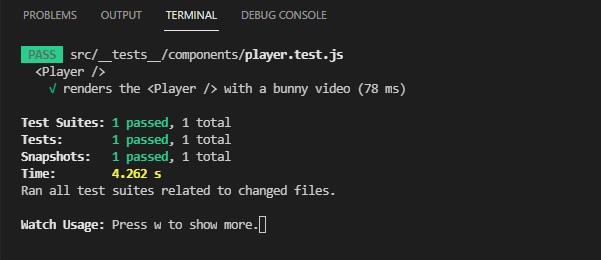 PROBLEMS OUTPUT TERMINAL DEBUG CONSOLE
PASS src/__tests__/components/player.test.js
<Player />
√ renders the <Player /> with a bunny video (78 ms)
Test Suites: 1 passed, 1 total
Tests: 1 passed, 1 total
Snapshots: 1 passed, 1 total
Time: 4.262 s
Ran all test suites related to changed files.
Watch Usage: Press w to show more.